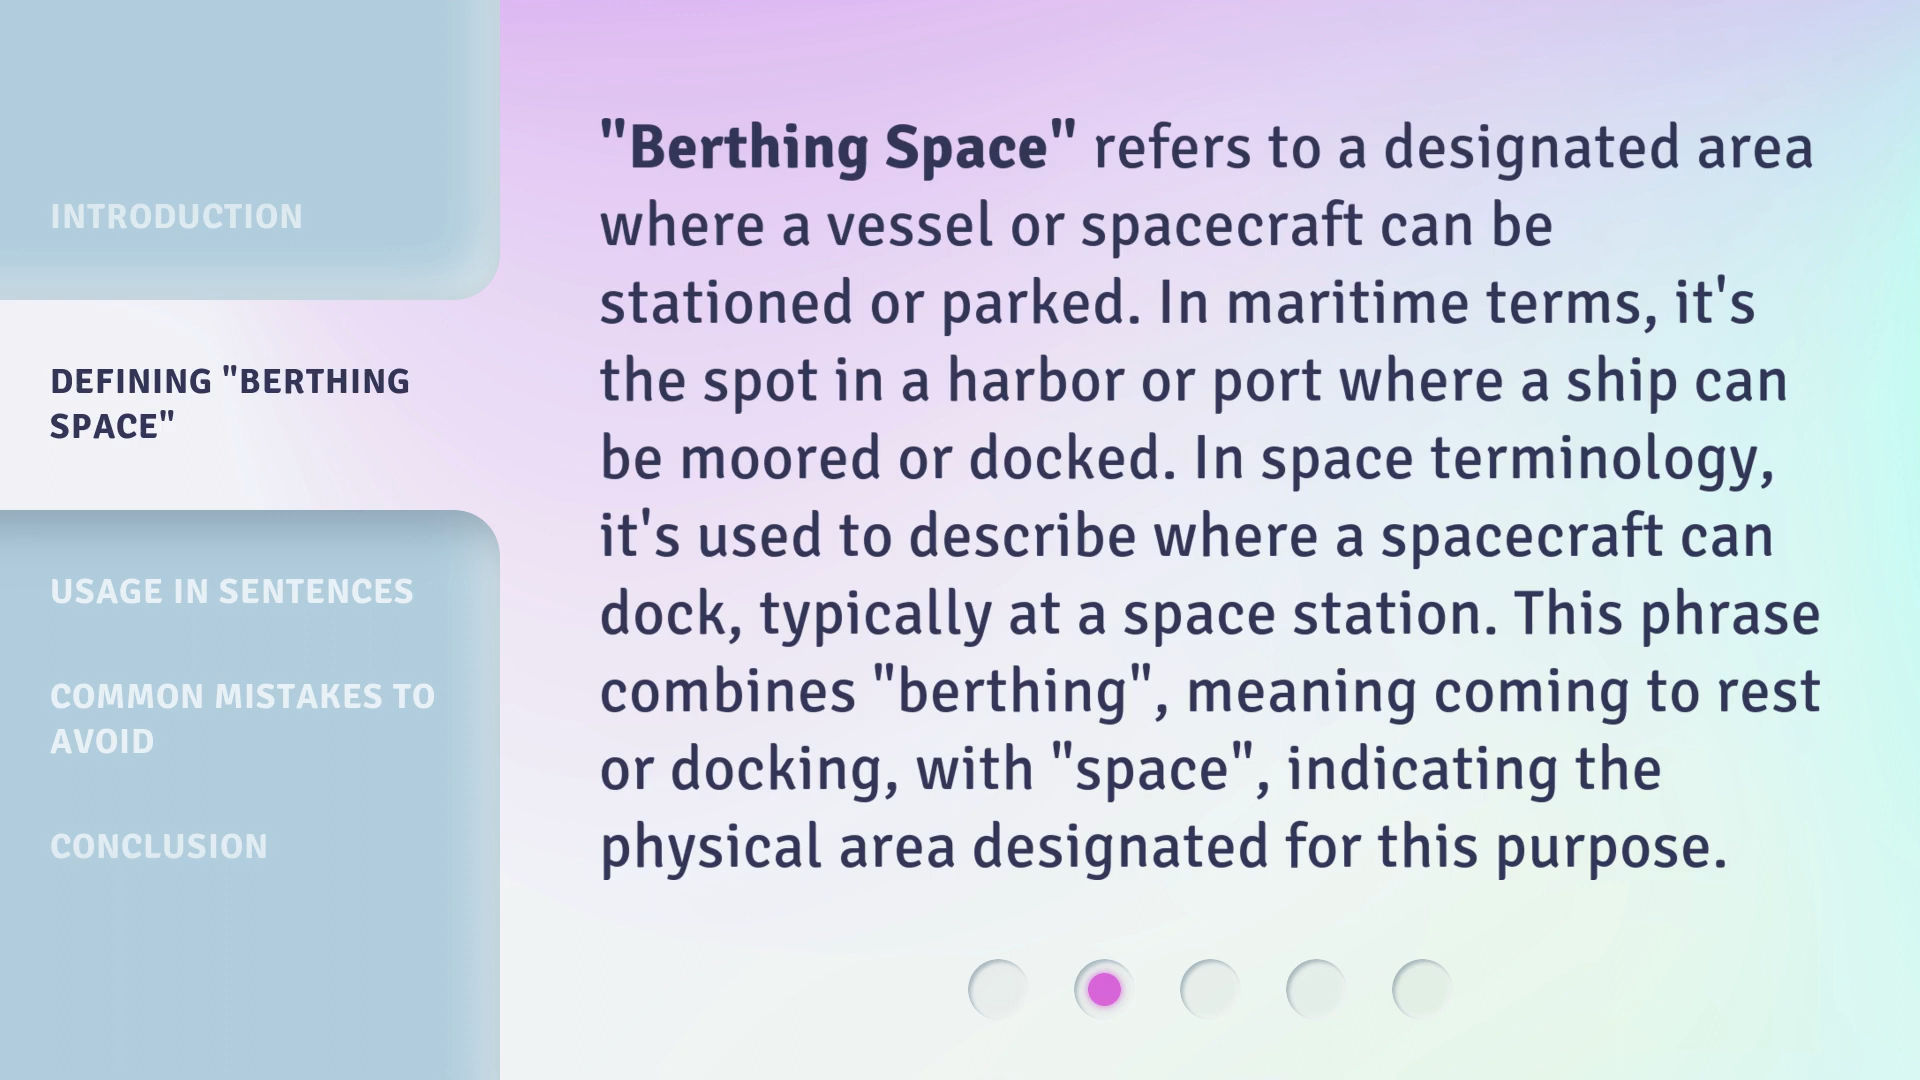 INTRODUCTION
DEFINING "BERTHING
SPACE"
USAGE IN SENTENCES
COMMON MISTAKES TO
AVOID
CONCLUSION
"Berthing Space" refers to a designated area
where a vessel or spacecraft can be
stationed or parked. In maritime terms, it's
the spot in a harbor or port where a ship can
be moored or docked. In space terminology,
it's used to describe where a spacecraft can
dock, typically at a space station. This phrase
combines "berthing", meaning coming to rest
or docking, with "space", indicating the
physical area designated for this purpose.